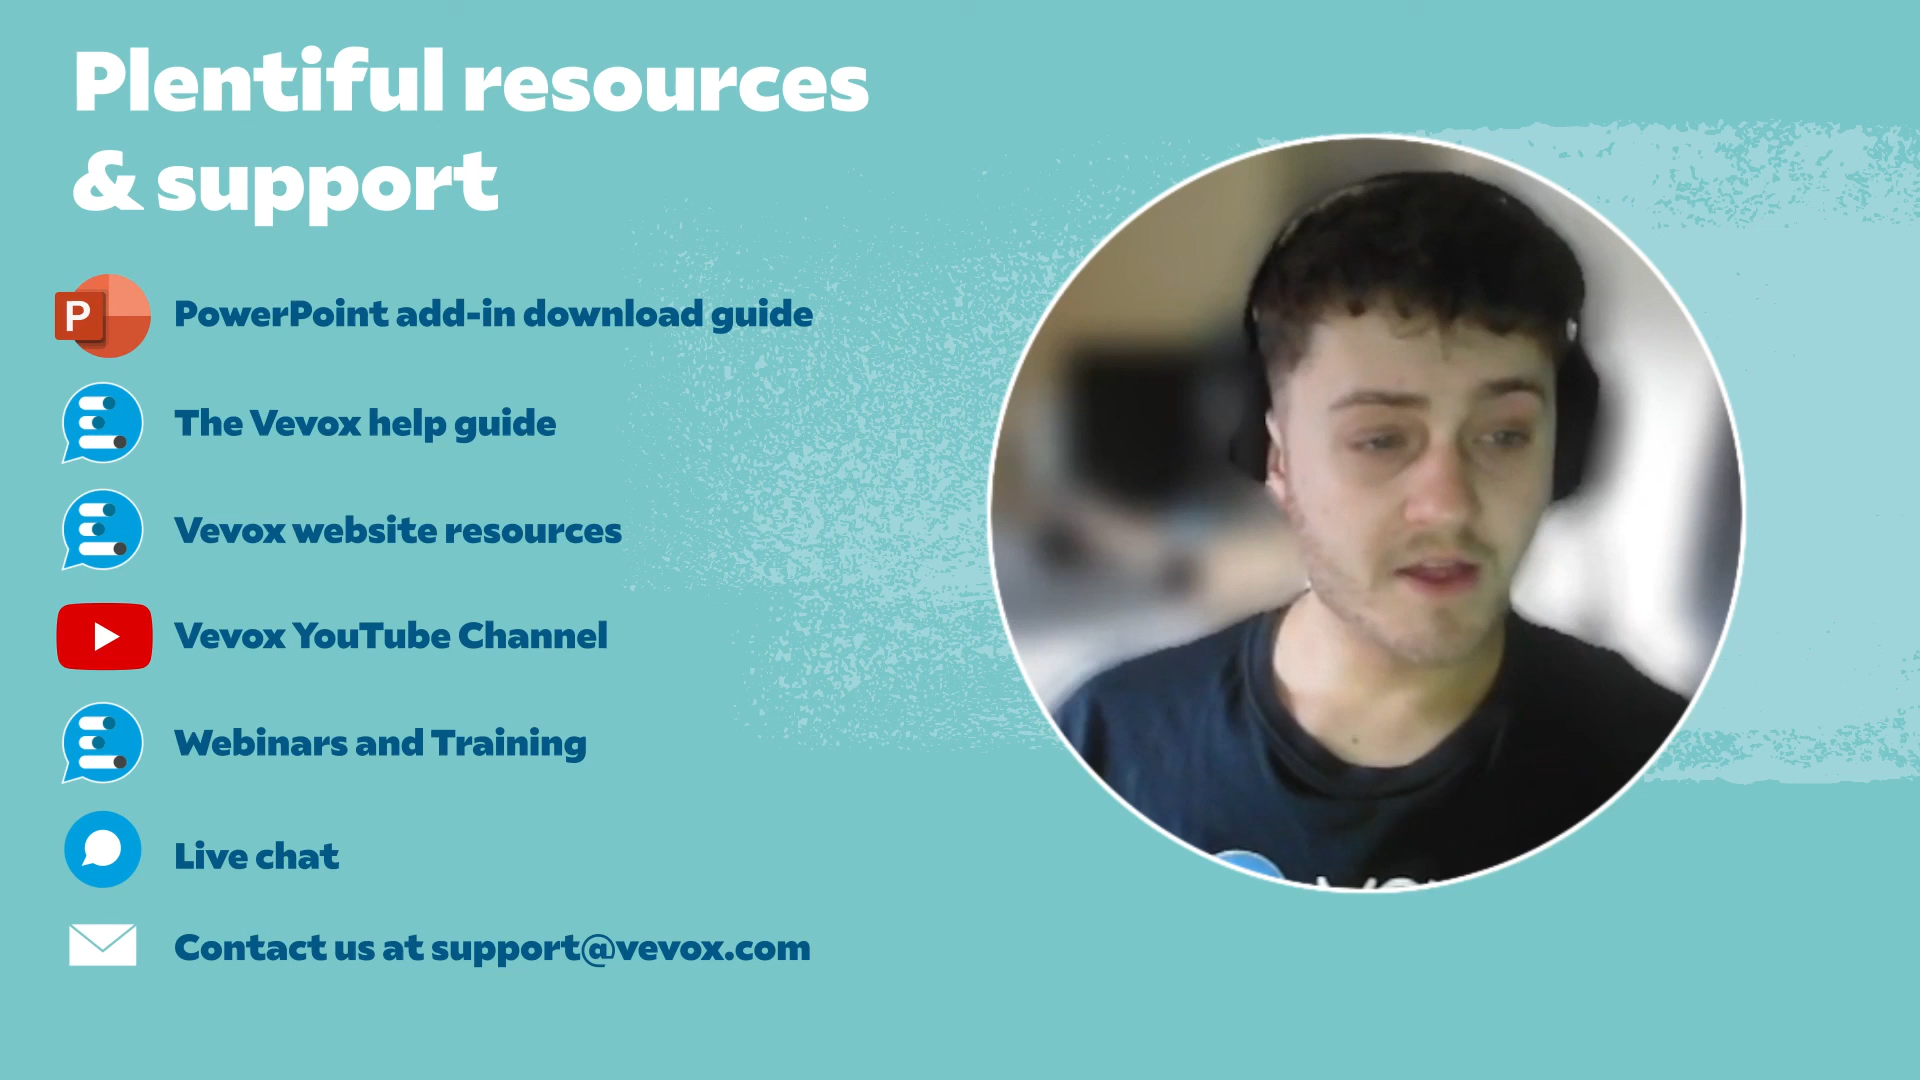 Plentiful resources
& support
P
PowerPoint add-in download guide
The Vevox help guide
Vevox website resources
Vevox YouTube Channel
Webinars and Training
Live chat
Contact us at support@vevox.com